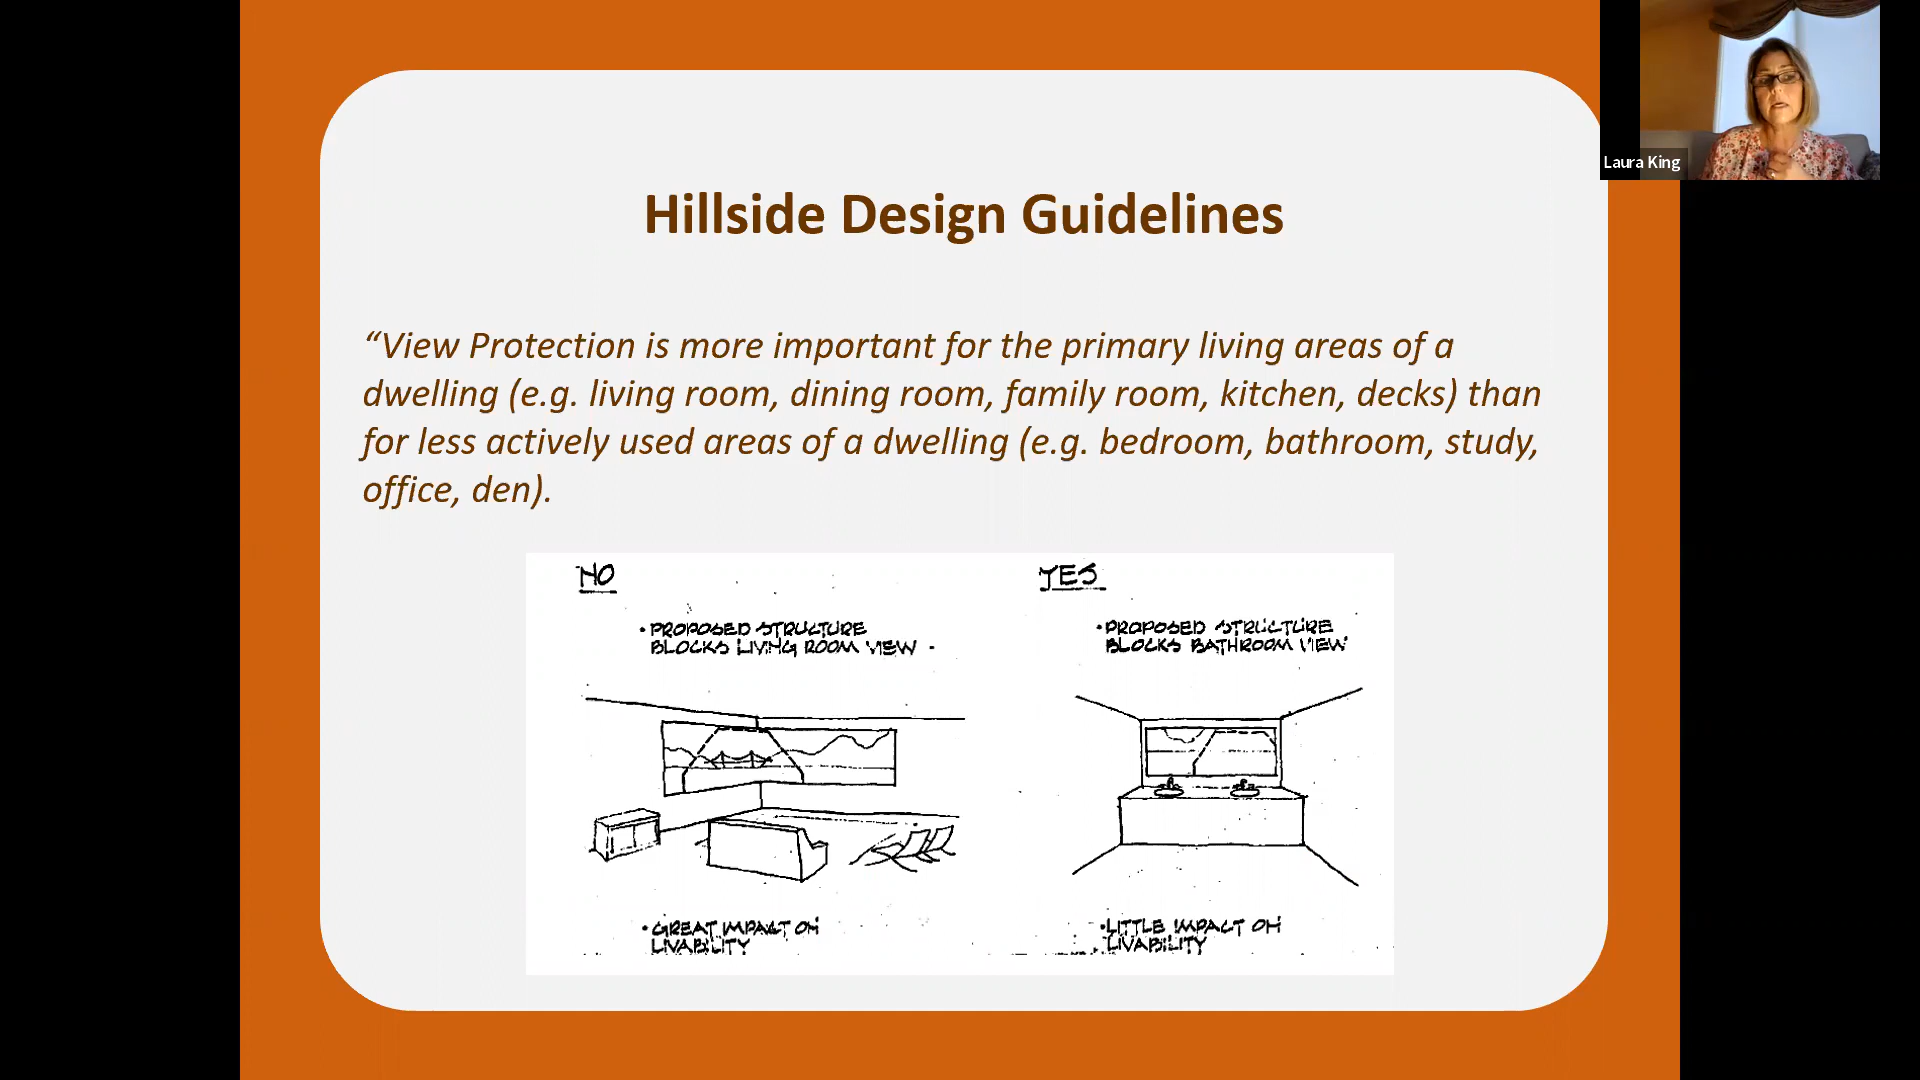 Laura King
Hillside Design Guidelines
“View Protection is more important for the primary living areas of a
dwelling (e.g. living room, dining room, family room, kitchen, decks) than
for less actively used areas of a dwelling (e.g. bedroom, bathroom, study,
office, den).
NO
• PROPOSED STRUCTURE
BLOCKS LIVING ROOM VIEW
• GREAT IMPACT ON
LIVABILITY
YES
• PROPOSED STRUCTURE
BLOCKS BATHROOM VIEW
• LITTLE IMPACT ON
LIVABILITY